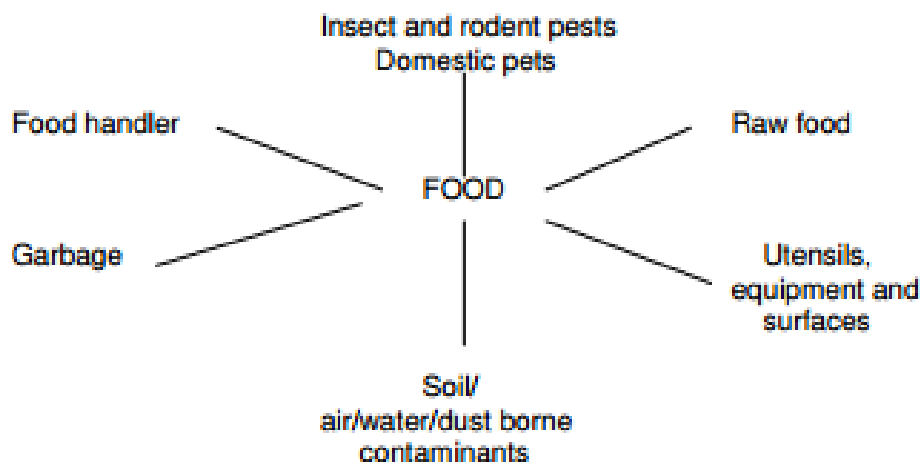 Insect and rodent pests
Domestic pets
Food handler
Raw food
FOOD
Garbage
Utensils,
equipment and
surfaces
Soil/
air/water/dust borne
contaminants